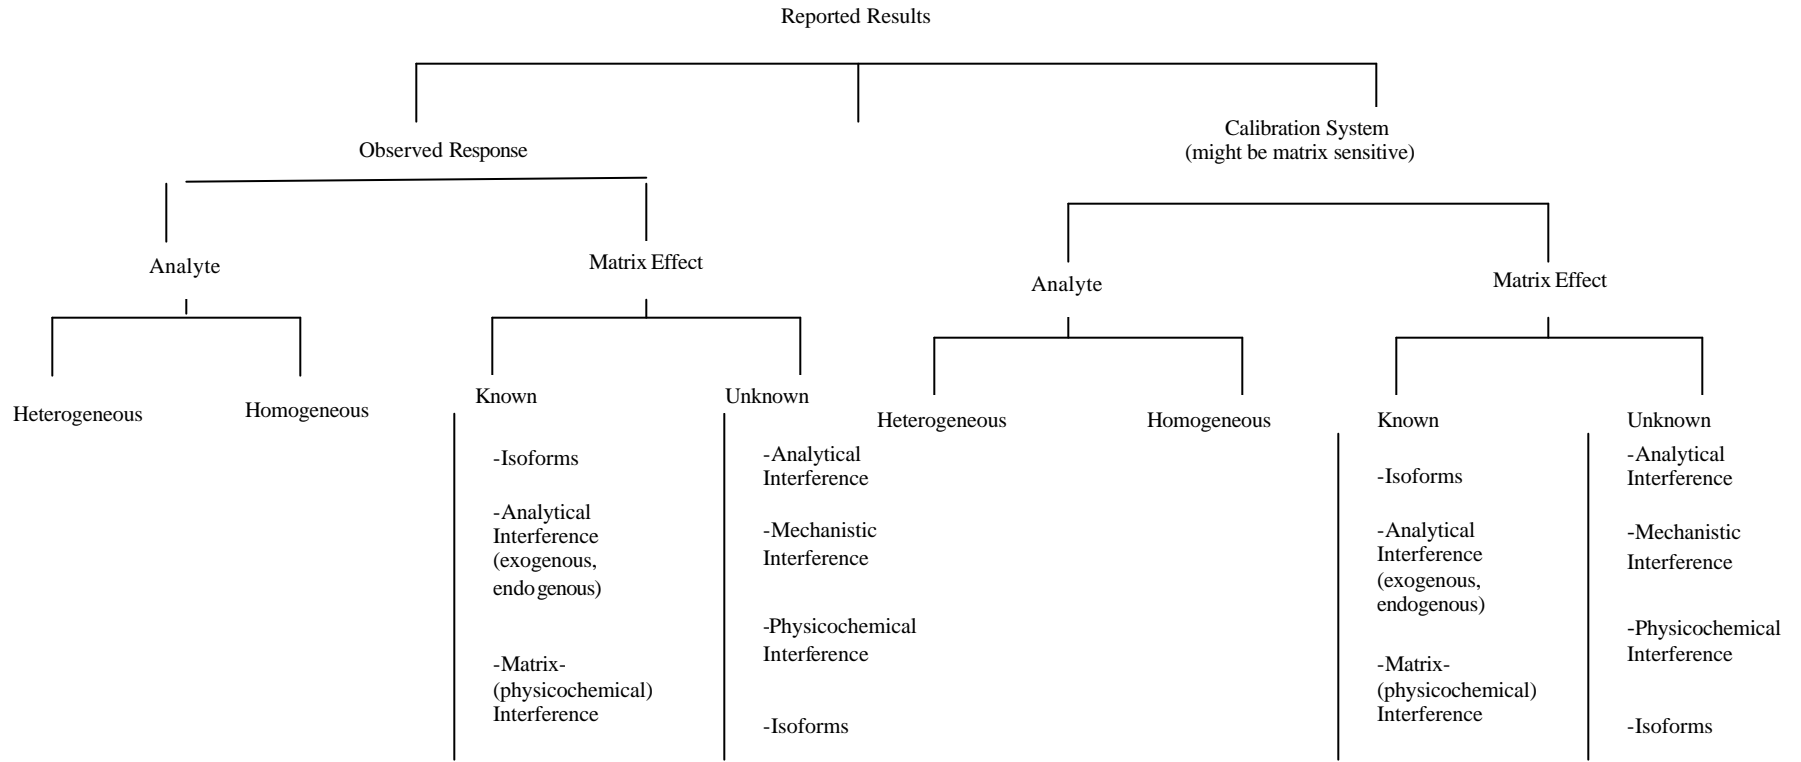 Reported Results
Observed Response
Calibration System
(might be matrix sensitive)
Analyte
Matrix Effect
Analyte
Matrix Effect
Heterogeneous
Homogeneous
Known
-Isoforms
-Analytical
Interference
(exogenous,
endogenous)
-Matrix-
(physicochemical)
Interference
Unknown
-Analytical
Interference
-Mechanistic
Interference
-Physicochemical
Interference
-Isoforms
Heterogeneous
Homogeneous
Known
-Isoforms
-Analytical
Interference
(exogenous,
endogenous)
-Matrix-
(physicochemical)
Interference
Unknown
-Analytical
Interference
-Mechanistic
Interference
-Physicochemical
Interference
-Isoforms